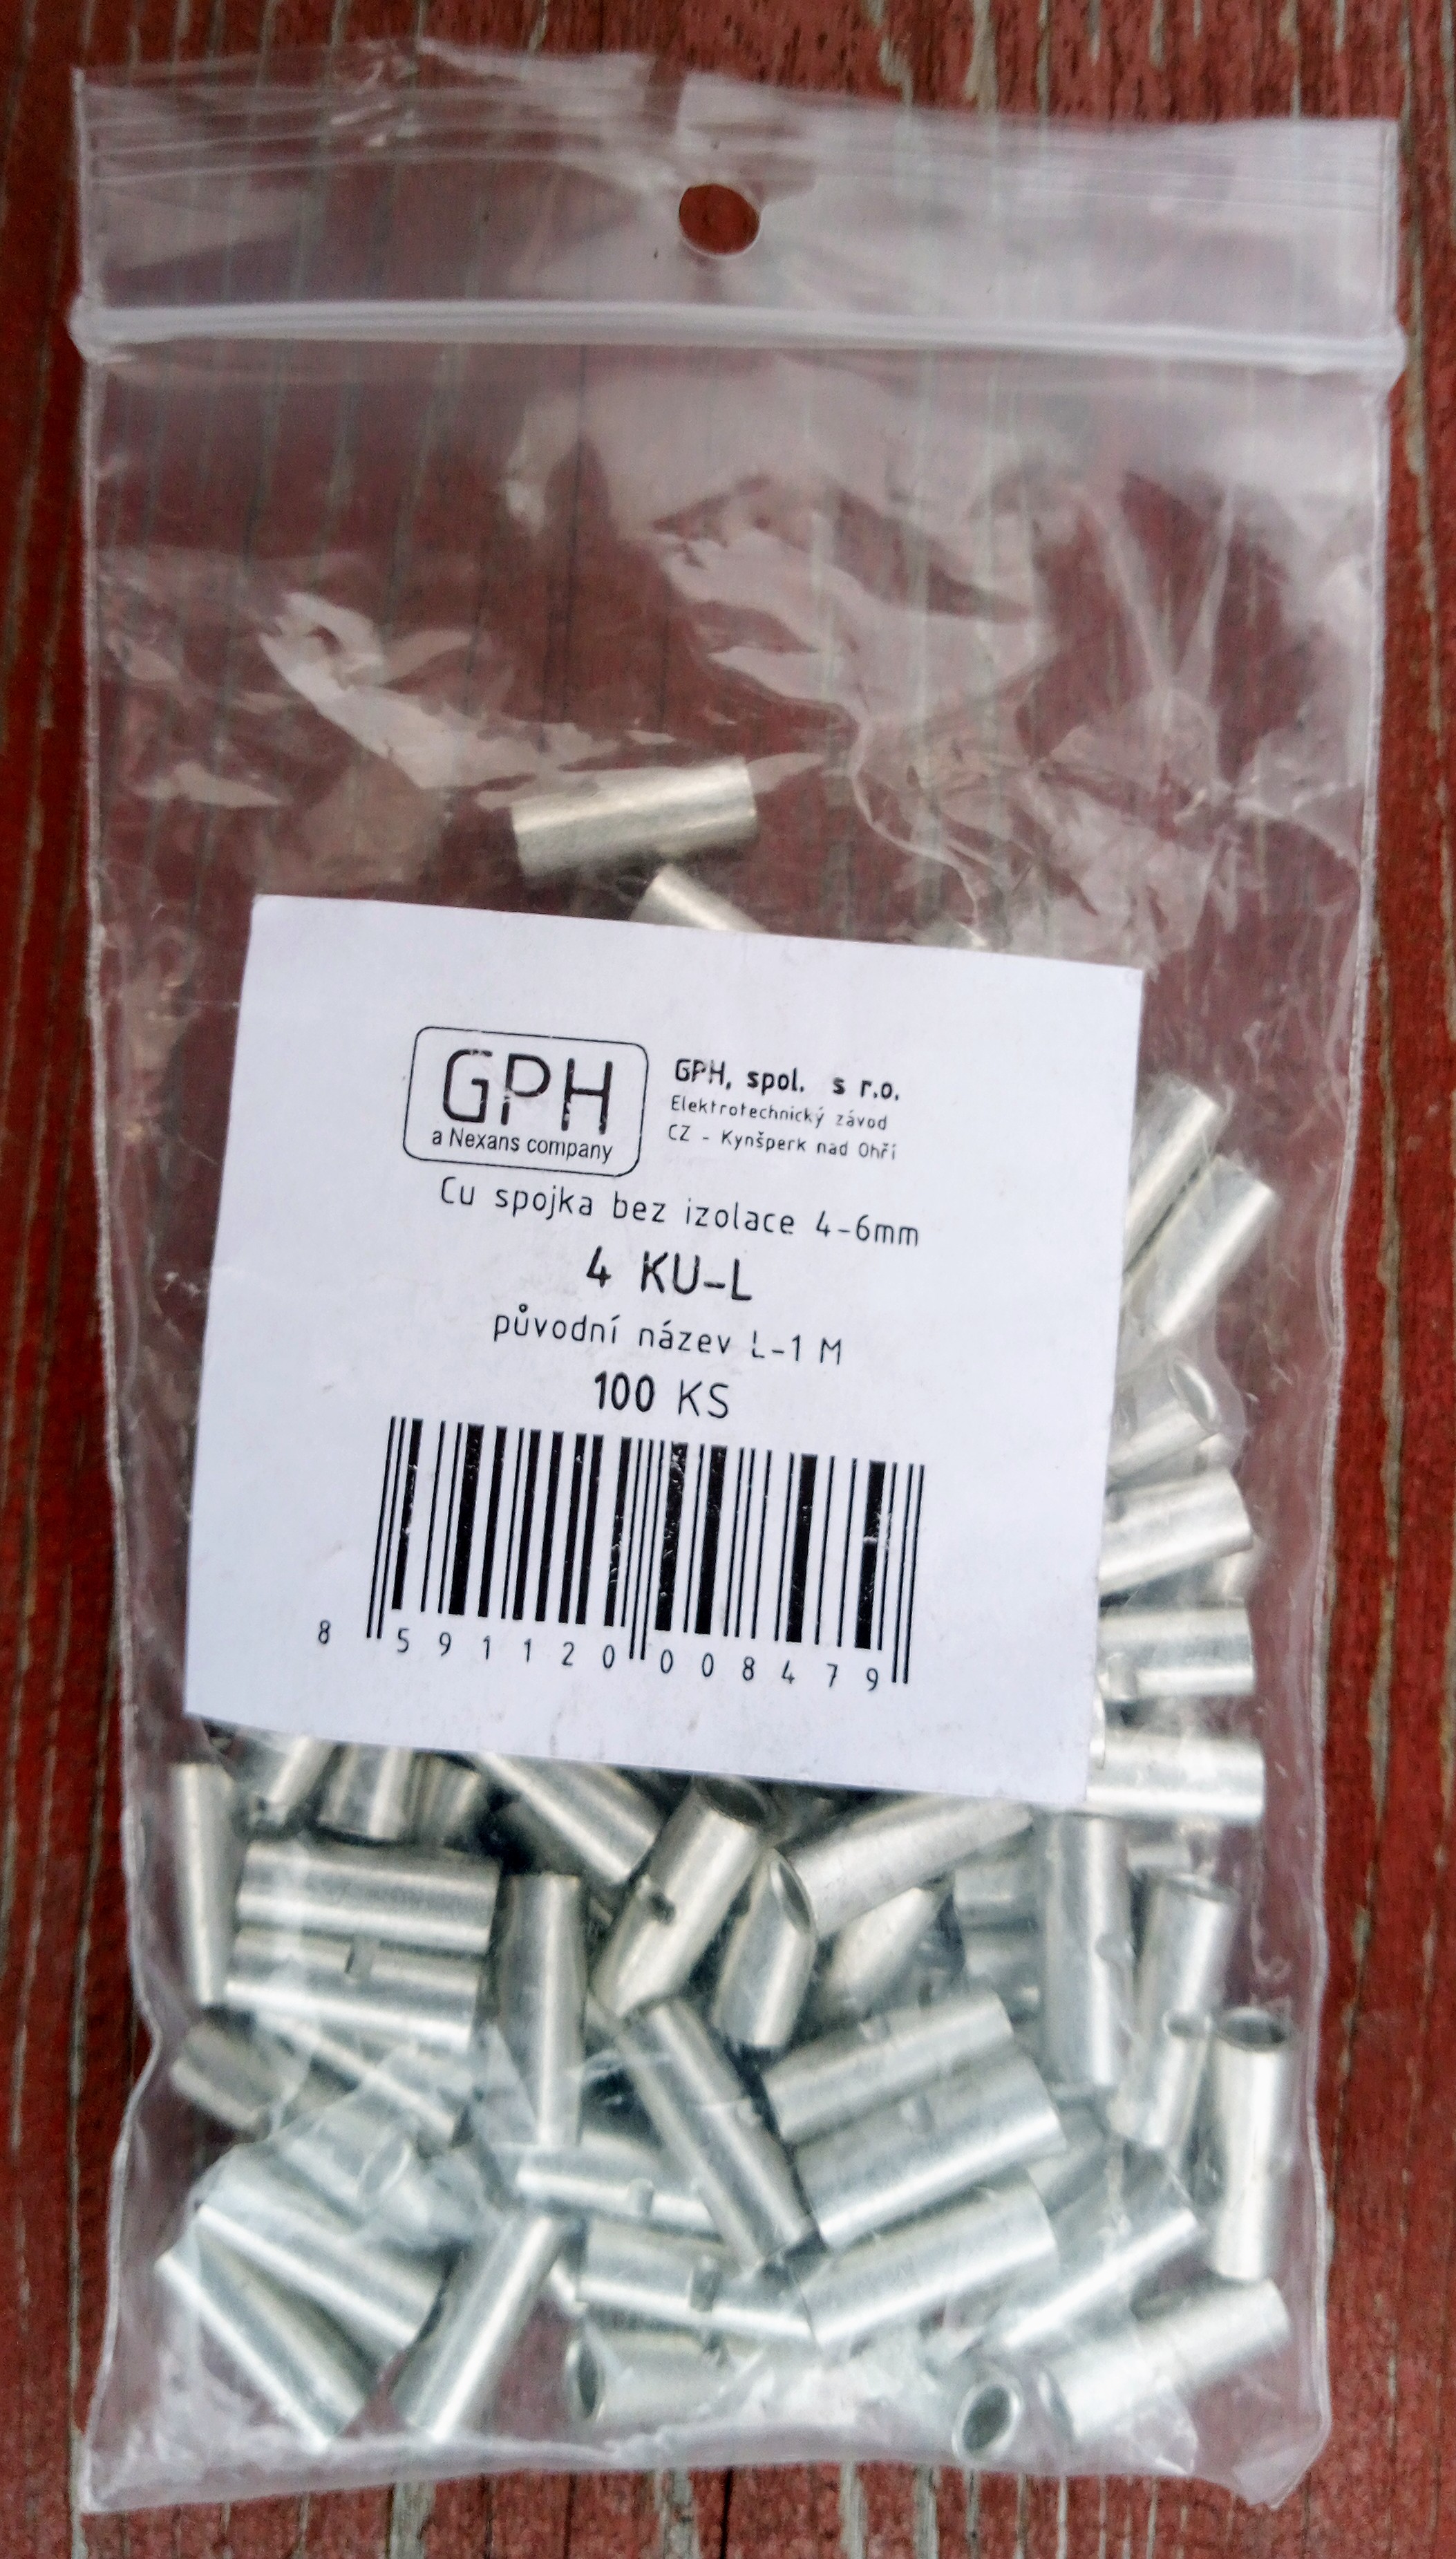 GPH
a Nexans company
GPH, spol. s r.o.
Elektrotechnický závod
CZ - Kynšperk nad Ohří
Cu spojka bez izolace 4-6mm
4 KU-L
původní název L-1 M
100 KS
8 591120 008479